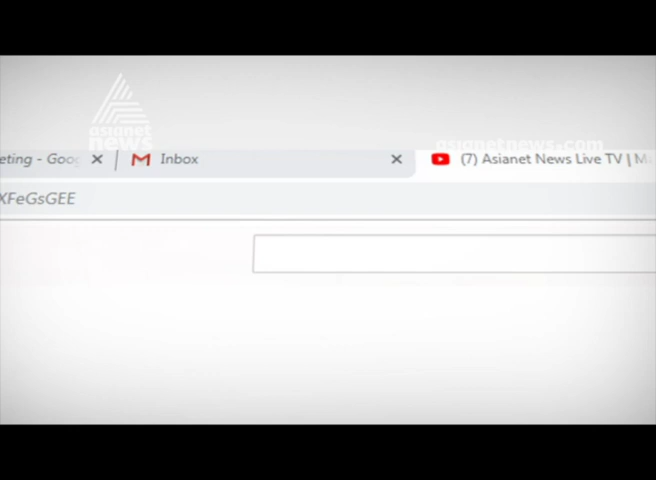 asianet
news
asianetnews.com
eting - Goo
Inbox
(7) Asianet News Live TV | M
XFeGsGEE